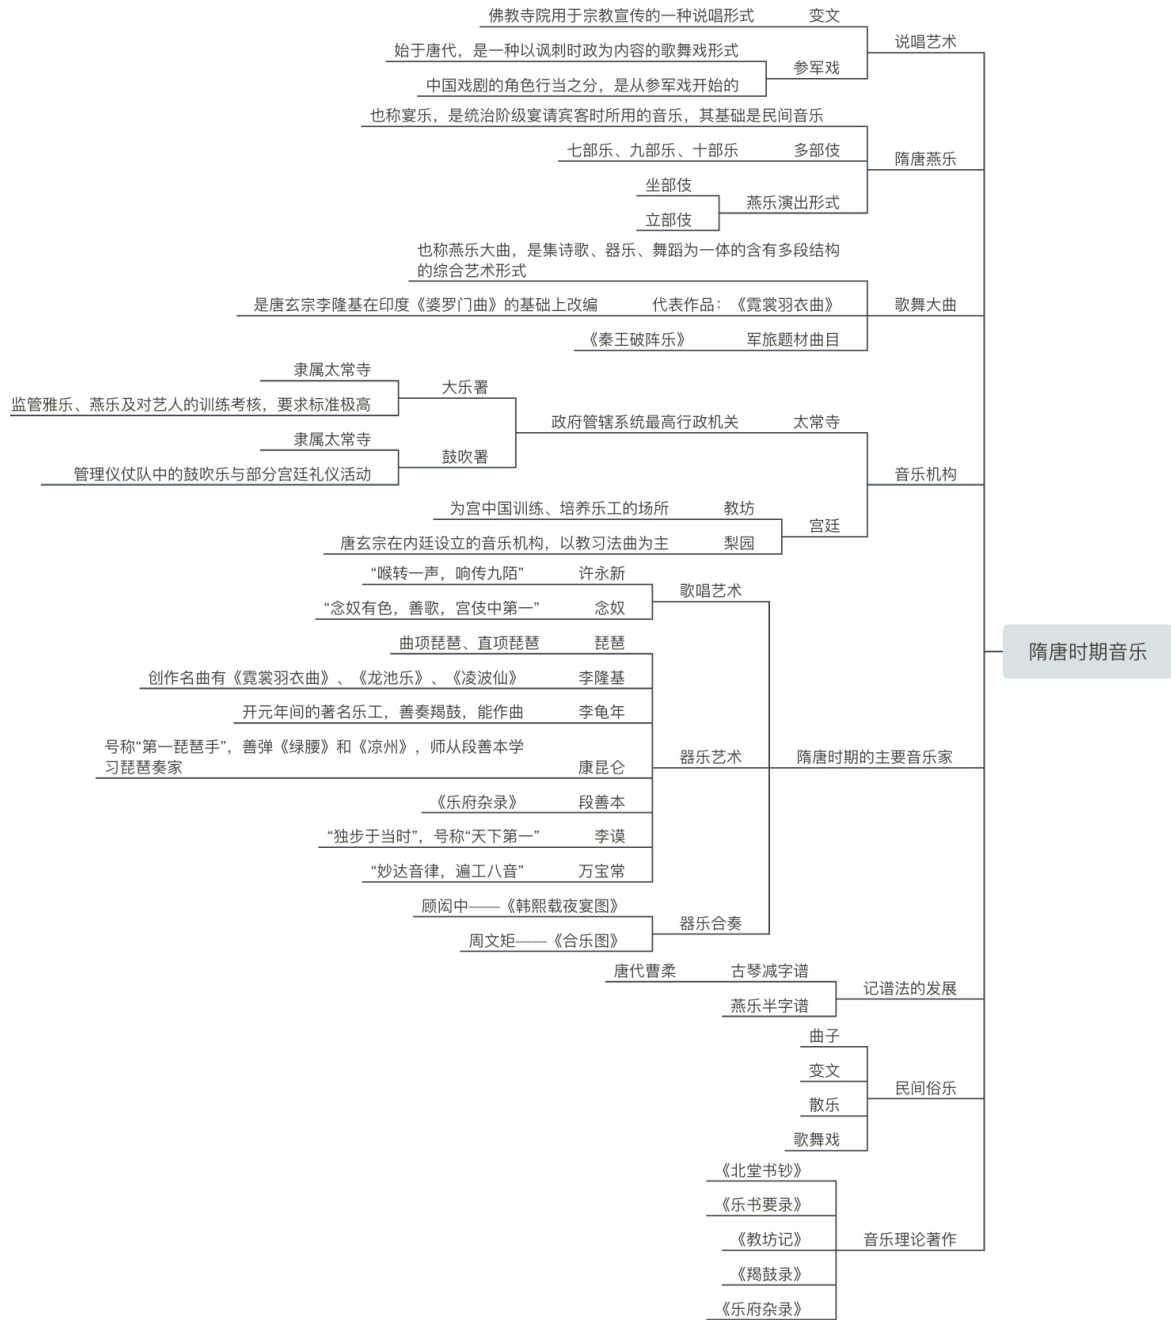 隋唐时期音乐
说唱艺术
变文
佛教寺院用于宗教宣传的一种说唱形式
参军戏
始于唐代，是一种以讽刺时政为内容的歌舞戏形式
中国戏剧的角色行当之分，是从参军戏开始的
隋唐燕乐
也称宴乐，是统治阶级宴请宾客时所用的音乐，其基础是民间音乐
多部伎
七部乐、九部乐、十部乐
燕乐演出形式
坐部伎
立部伎
歌舞大曲
也称燕乐大曲，是集诗歌、器乐、舞蹈为一体的含有多段结构
的综合艺术形式
代表作品：《霓裳羽衣曲》
是唐玄宗李隆基在印度《婆罗门曲》的基础上改编
军旅题材曲目
《秦王破阵乐》
音乐机构
太常寺
政府管辖系统最高行政机关
大乐署
隶属太常寺
监管雅乐、燕乐及对艺人的训练考核，要求标准极高
鼓吹署
隶属太常寺
管理仪仗队中的鼓吹乐与部分宫廷礼仪活动
宫廷
教坊
为宫中国训练、培养乐工的场所
梨园
唐玄宗在内廷设立的音乐机构，以教习法曲为主
隋唐时期的主要音乐家
歌唱艺术
许永新
“喉转一声，响传九陌”
念奴
“念奴有色，善歌，宫伎中第一”
器乐艺术
琵琶
曲项琵琶、直项琵琶
李隆基
创作名曲有《霓裳羽衣曲》、《龙池乐》、《凌波仙》
李龟年
开元年间的著名乐工，善奏羯鼓，能作曲
康昆仑
号称“第一琵琶手”，善弹《绿腰》和《凉州》，师从段善本学
习琵琶奏家
段善本
《乐府杂录》
李谟
“独步于当时”，号称“天下第一”
万宝常
“妙达音律，遍工八音”
器乐合奏
顾闳中——《韩熙载夜宴图》
周文矩——《合乐图》
记谱法的发展
古琴减字谱
唐代曹柔
燕乐半字谱
民间俗乐
曲子
变文
散乐
歌舞戏
音乐理论著作
《北堂书钞》
《乐书要录》
《教坊记》
《羯鼓录》
《乐府杂录》